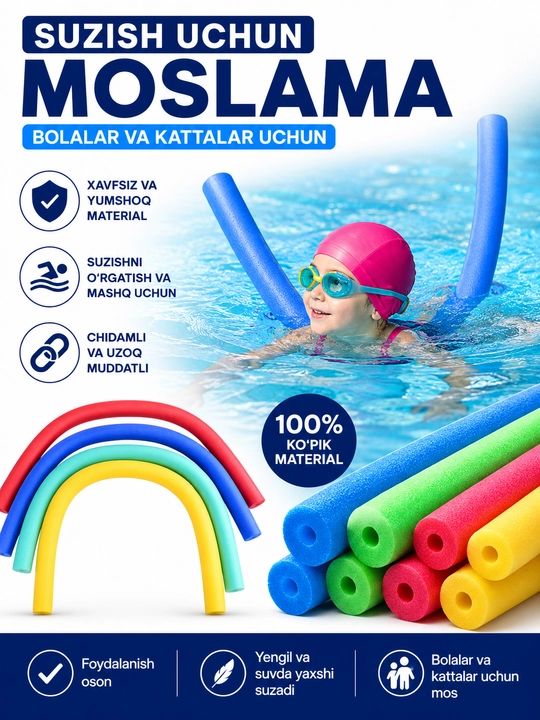 SUZISH UCHUN
MOSLAMA
BOLALAR VA KATTALAR UCHUN
XAVFSIZ VA
YUMSHOQ
MATERIAL
SUZISHNI
O‘RGATISH VA
MASHQ UCHUN
CHIDAMLI
VA UZOQ
MUDDATLI
100%
KO‘PIK
MATERIAL
Foydalanish
oson
Yengil va
suvda yaxshi
suzadi
Bolalar va
kattalar uchun
mos